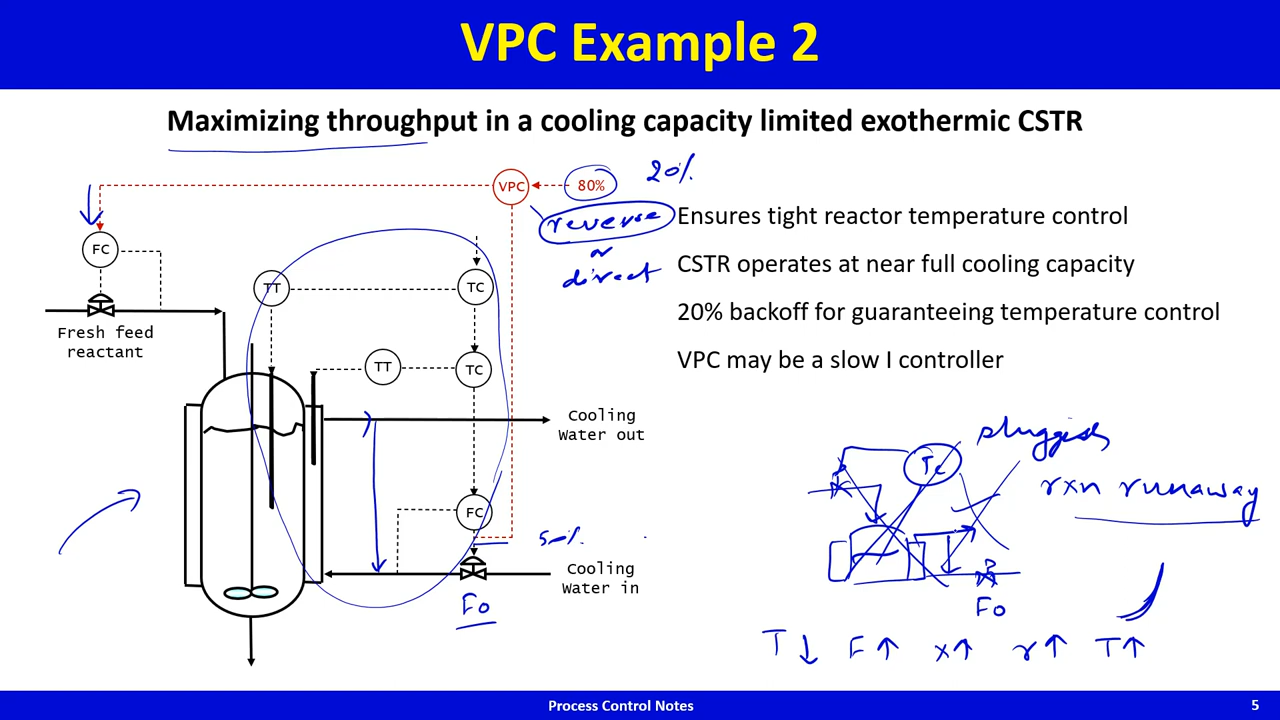 VPC Example 2
Maximizing throughput in a cooling capacity limited exothermic CSTR
VPC
80%
20%
reverse
or
direct
Ensures tight reactor temperature control
CSTR operates at near full cooling capacity
20% backoff for guaranteeing temperature control
VPC may be a slow I controller
FC
Fresh feed
reactant
TT
TC
TT
TC
Cooling
Water out
FC
50%
Cooling
Water in
FO
TC
sluggish
rxn runaway
FO
T↓ F↑ x↑ r↑ T↑
Process Control Notes
5